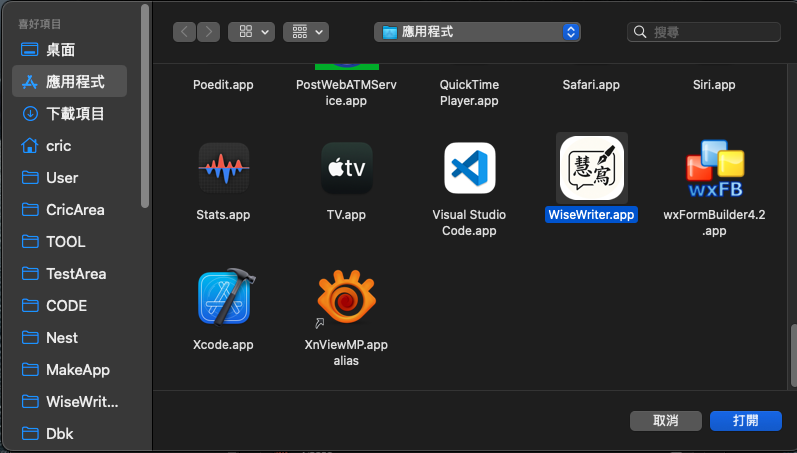 喜好項目
桌面
應用程式
下載項目
cric
User
CricArea
TOOL
TestArea
CODE
Nest
MakeApp
WiseWrit...
Dbk
應用程式
搜尋
Poedit.app
PostWebATMServ
ice.app
QuickTime
Player.app
Safari.app
Siri.app
tv
慧寫
wxFB
Stats.app
TV.app
Visual Studio
Code.app
WiseWriter.app
wxFormBuilder4.2
.app
Xcode.app
XnViewMP.app
alias
取消
打開